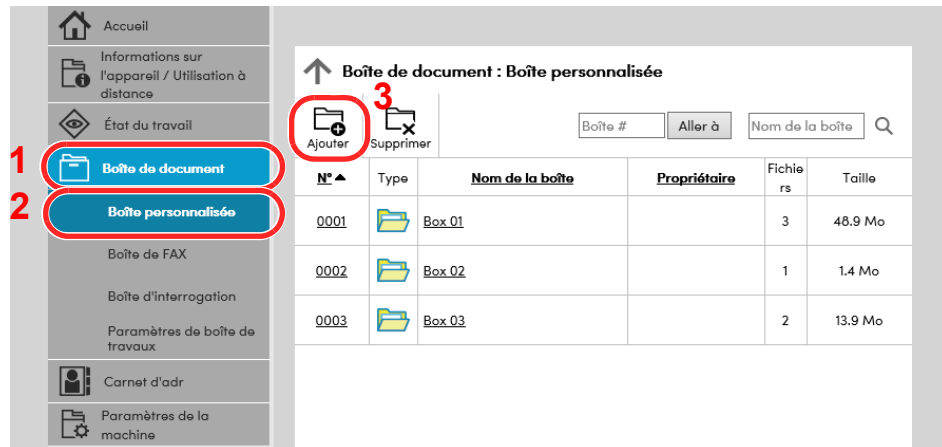 Accueil
Informations sur
l'appareil / Utilisation à
distance
État du travail
1
Boîte de document
2
Boîte personnalisée
Boîte de FAX
Boîte d'interrogation
Paramètres de boîte de
travaux
Carnet d'adr
Paramètres de la
machine
Boîte de document : Boîte personnalisée
3
Ajouter
Supprimer
Boîte #
Aller à
Nom de la boîte
N° Type Nom de la boîte Propriétaire Fichie
rs Taille
0001 Box 01 3 48.9 Mo
0002 Box 02 1 1.4 Mo
0003 Box 03 2 13.9 Mo